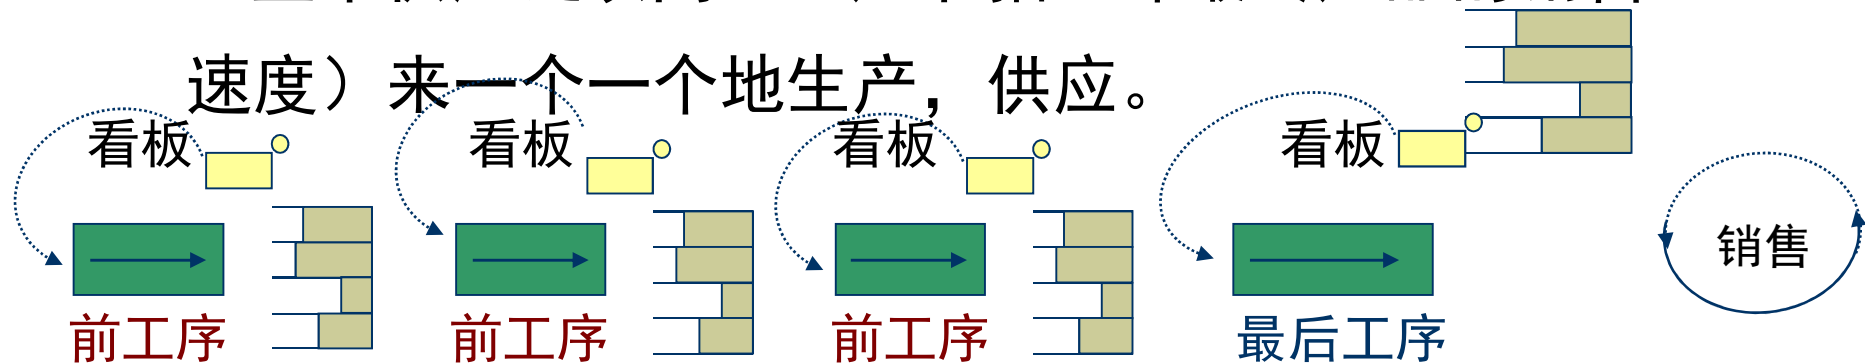 速度）来一个一个地生产，供应。
看板 看板 看板 看板
销售
前工序 前工序 前工序 最后工序